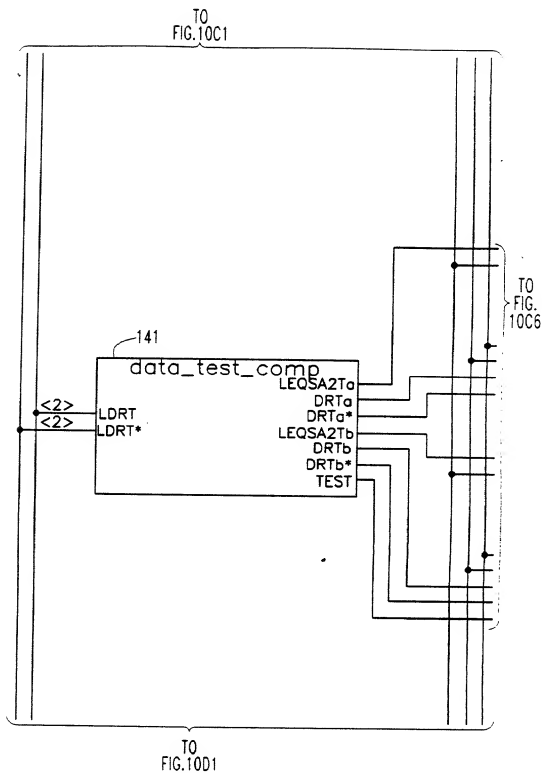 TO
FIG.10C1
TO
FIG.
10C6
141
data_test_comp
LEQSA2Ta
<2>
LDRT
DRTa
<2>
LDRT*
DRTa*
LEQSA2Tb
DRTb
DRTb*
TEST
TO
FIG.10D1